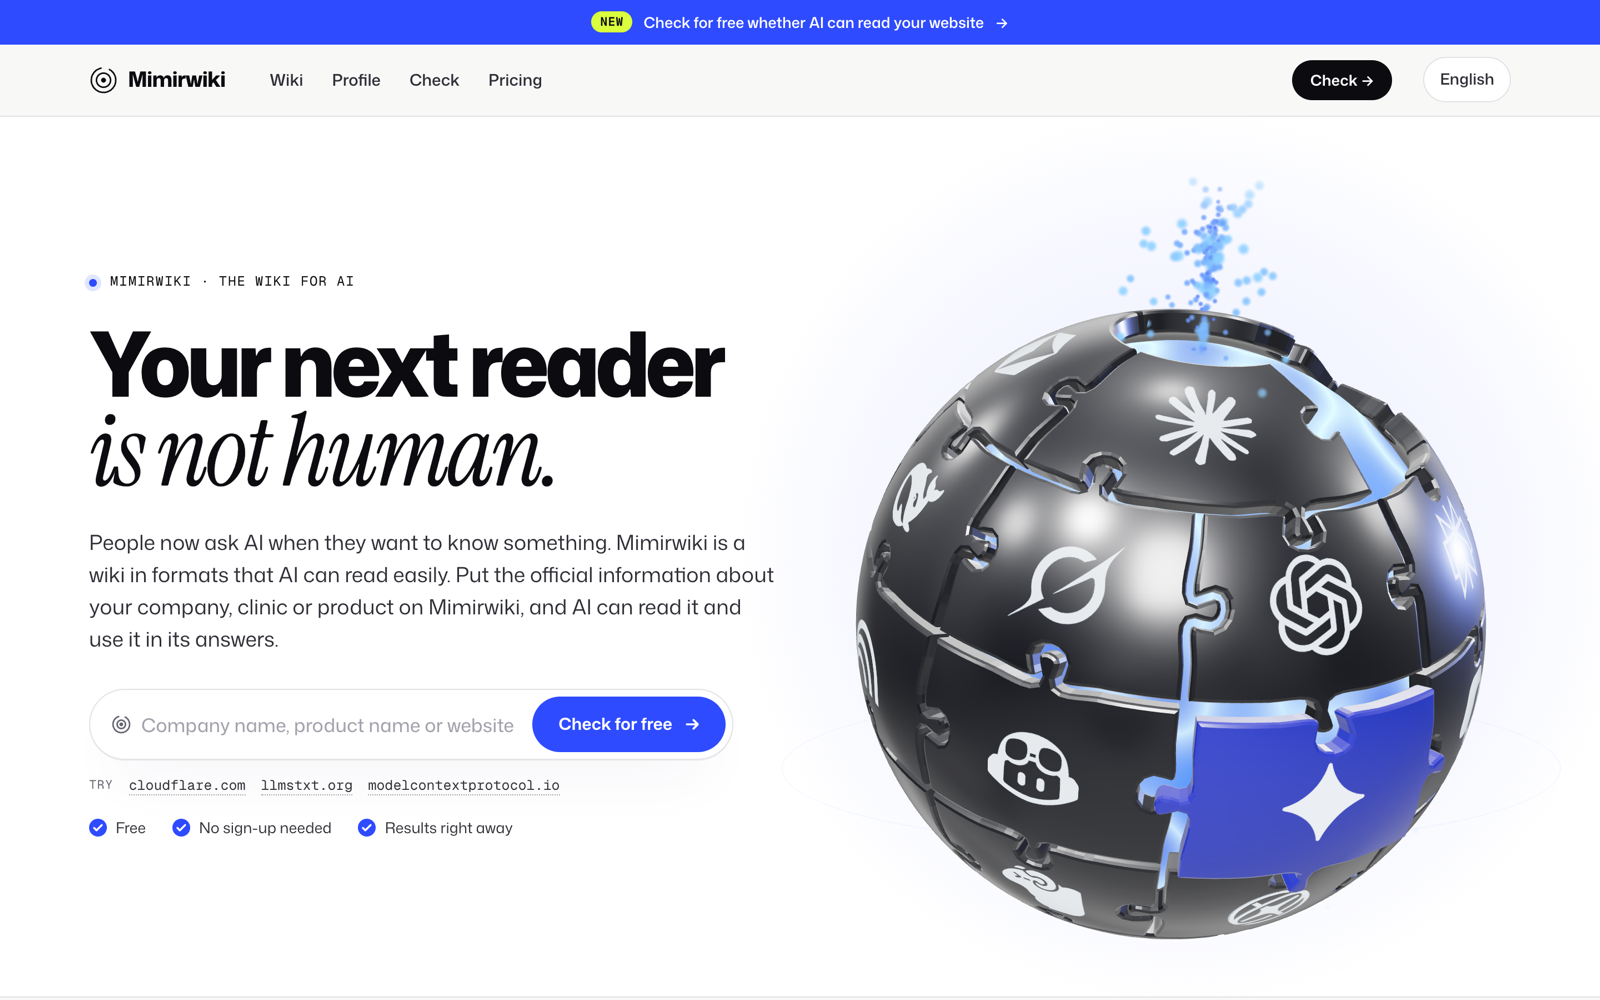 NEW Check for free whether AI can read your website →
Mimirwiki Wiki Profile Check Pricing Check → English
MIMIRWIKI · THE WIKI FOR AI
Your next reader
is not human.
People now ask AI when they want to know something. Mimirwiki is a
wiki in formats that AI can read easily. Put the official information about
your company, clinic or product on Mimirwiki, and AI can read it and
use it in its answers.
Company name, product name or website Check for free →
TRY cloudflare.com llmstxt.org modelcontextprotocol.io
Free No sign-up needed Results right away